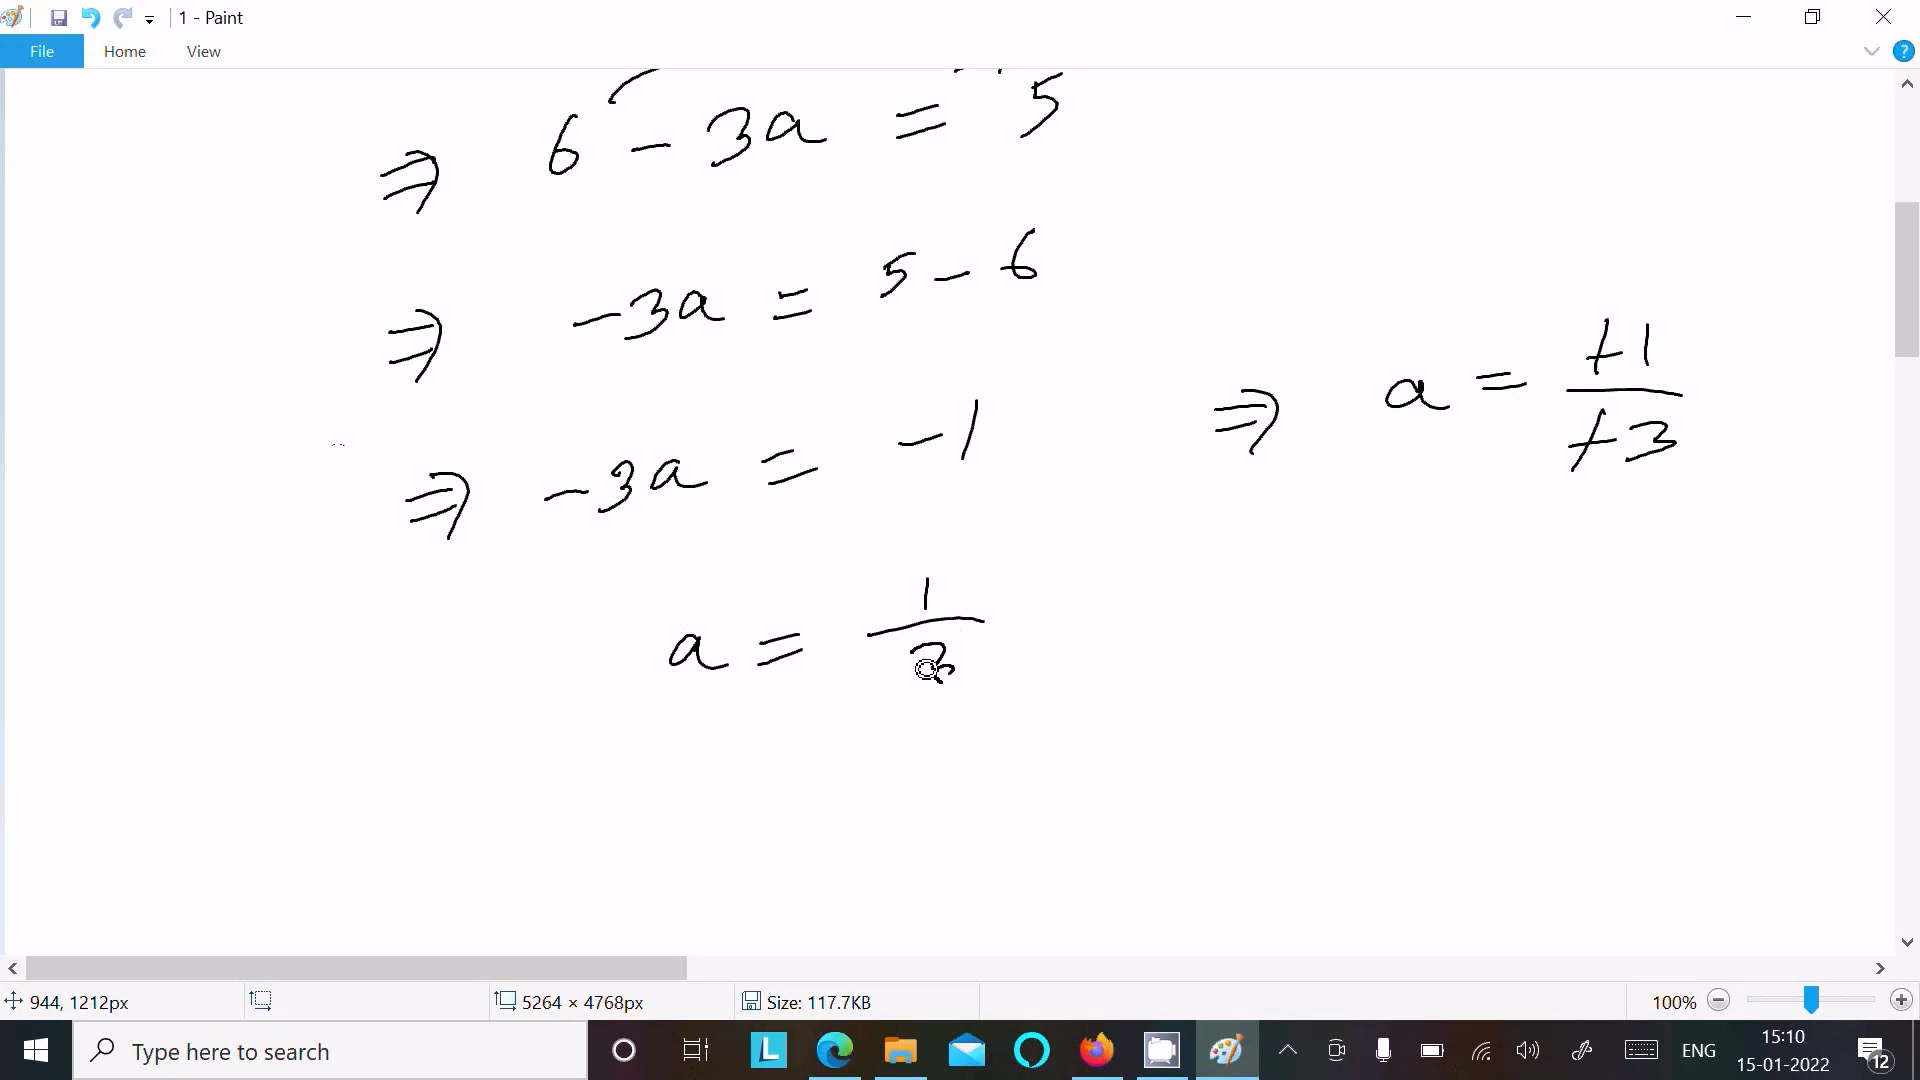 1 - Paint
File Home View
⇒ 6 - 3a = 5
⇒ -3a = 5 - 6
⇒ -3a = -1 ⇒ a = +1/+3
a = 1/3
944, 1212px 5264 × 4768px Size: 117.7KB 100%
Type here to search L ENG 15:10
15-01-2022 12